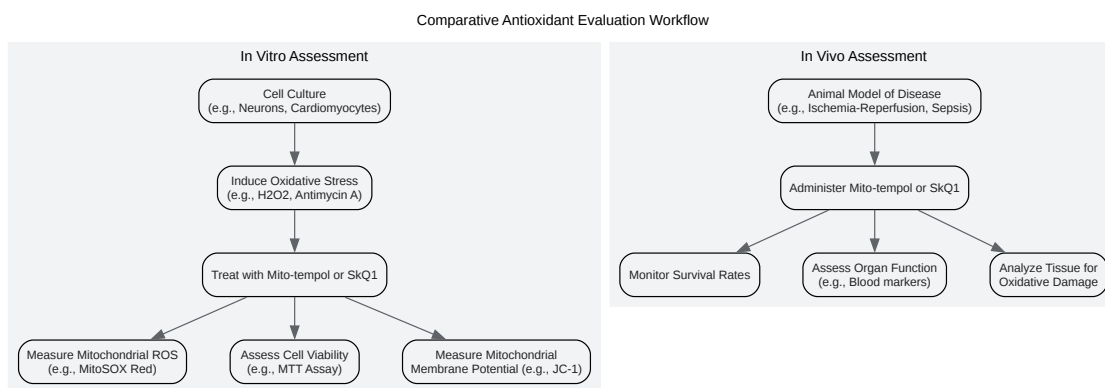 Comparative Antioxidant Evaluation Workflow
In Vitro Assessment
Cell Culture
(e.g., Neurons, Cardiomyocytes)
Induce Oxidative Stress
(e.g., H2O2, Antimycin A)
Treat with Mito-tempol or SkQ1
Measure Mitochondrial ROS
(e.g., MitoSOX Red)
Assess Cell Viability
(e.g., MTT Assay)
Measure Mitochondrial
Membrane Potential (e.g., JC-1)
In Vivo Assessment
Animal Model of Disease
(e.g., Ischemia-Reperfusion, Sepsis)
Administer Mito-tempol or SkQ1
Monitor Survival Rates
Assess Organ Function
(e.g., Blood markers)
Analyze Tissue for
Oxidative Damage